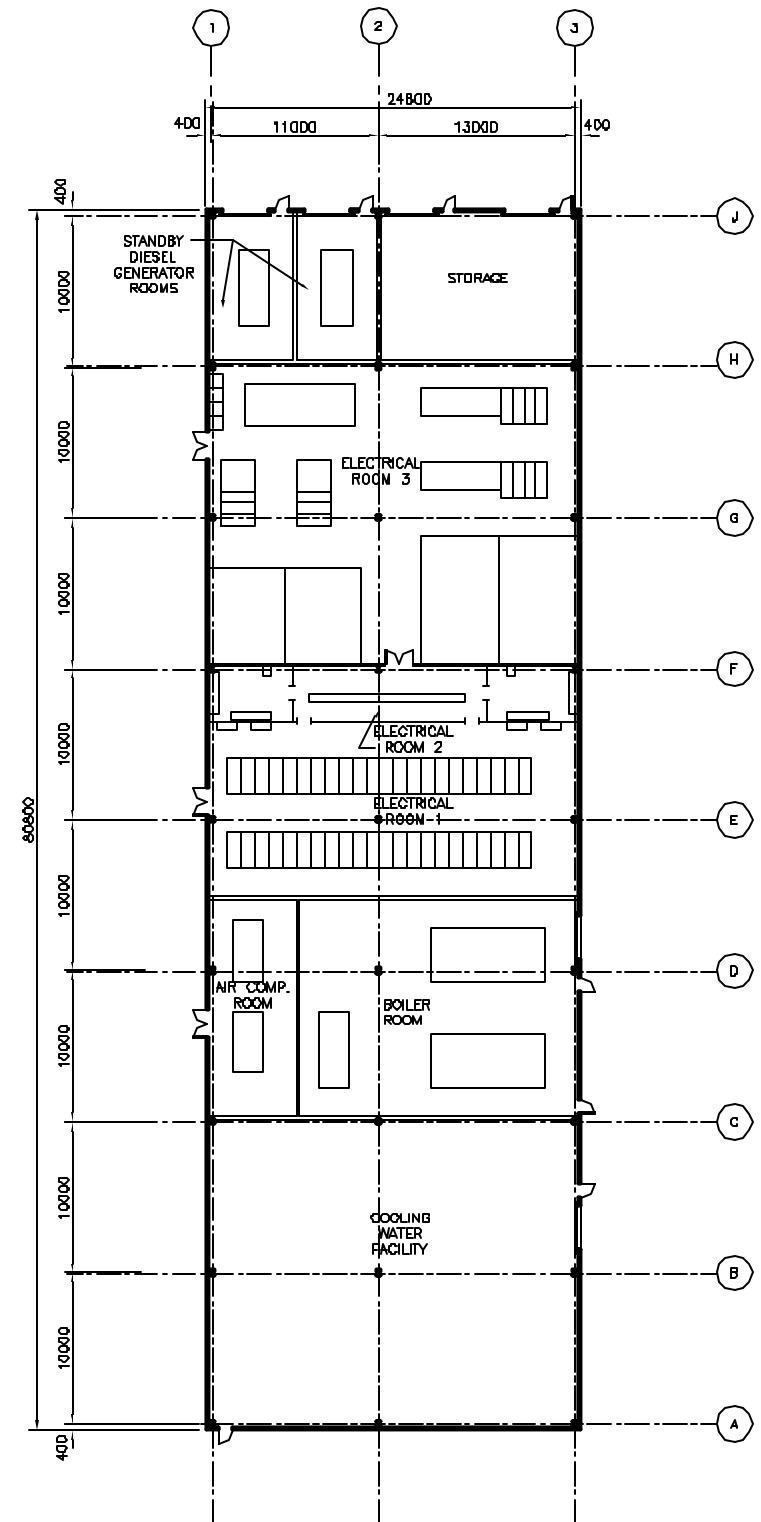 1
2
3
24800
400
11000
13000
400
400
J
STANDBY
DIESEL
GENERATOR
ROOMS
STORAGE
10000
H
10000
ELECTRICAL
ROOM 3
G
10000
F
10000
ELECTRICAL
ROOM 2
80800
ELECTRICAL
ROOM 1
E
10000
D
AIR COMP.
ROOM
BOILER
ROOM
10000
C
10000
COOLING
WATER
FACILITY
B
10000
A
400